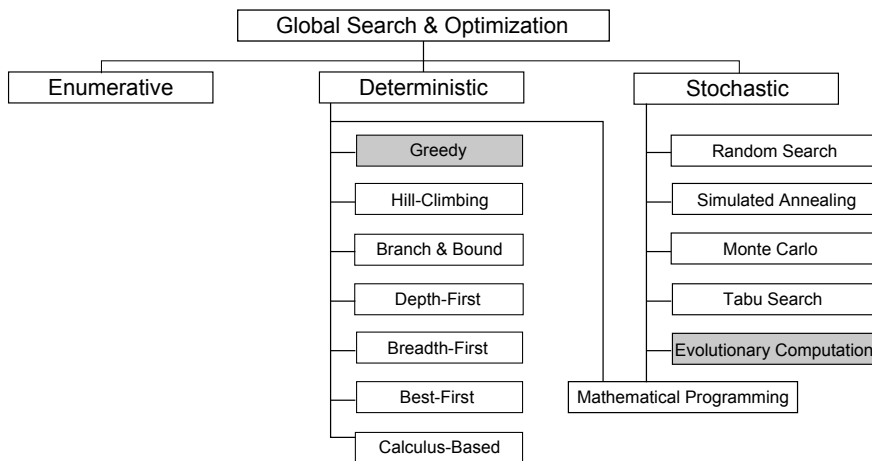 Global Search & Optimization
Enumerative
Deterministic
Stochastic
Greedy
Hill-Climbing
Branch & Bound
Depth-First
Breadth-First
Best-First
Calculus-Based
Random Search
Simulated Annealing
Monte Carlo
Tabu Search
Evolutionary Computation
Mathematical Programming